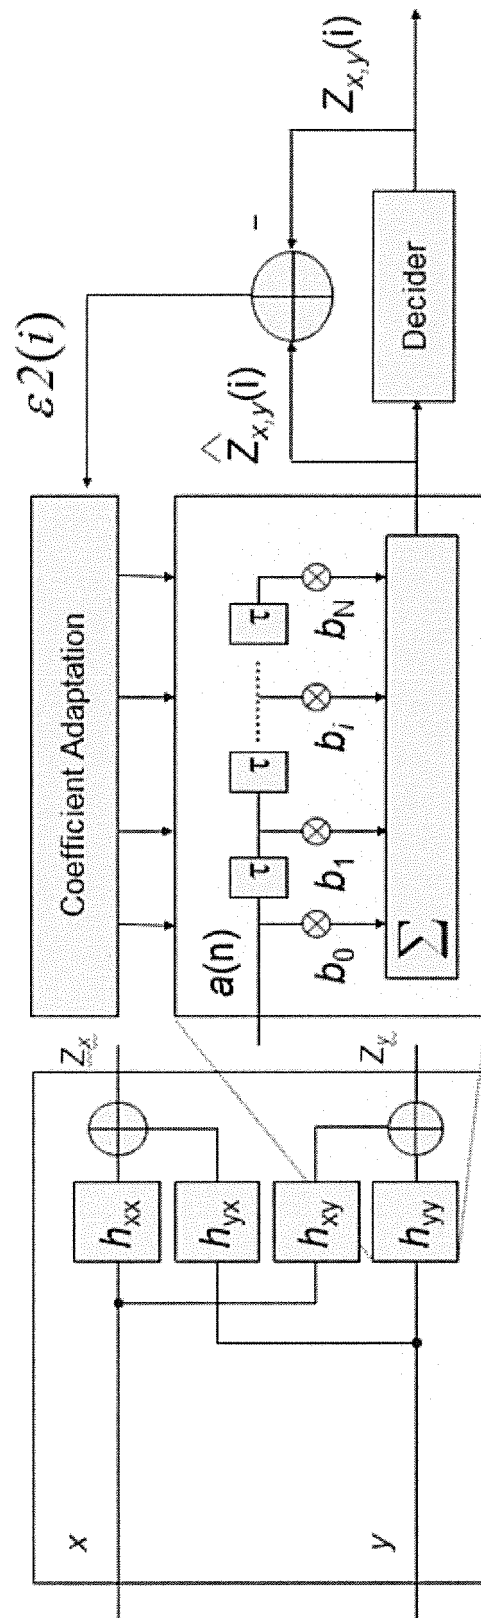 x
y
h_xx
h_yx
h_xy
h_yy
Z_x
Z_y
Coefficient Adaptation
a(n)
τ
τ
τ
b_0
b_1
b_i
b_N
Σ
ε2(i)
Ẑ_x,y(i)
-
Decider
Z_x,y(i)